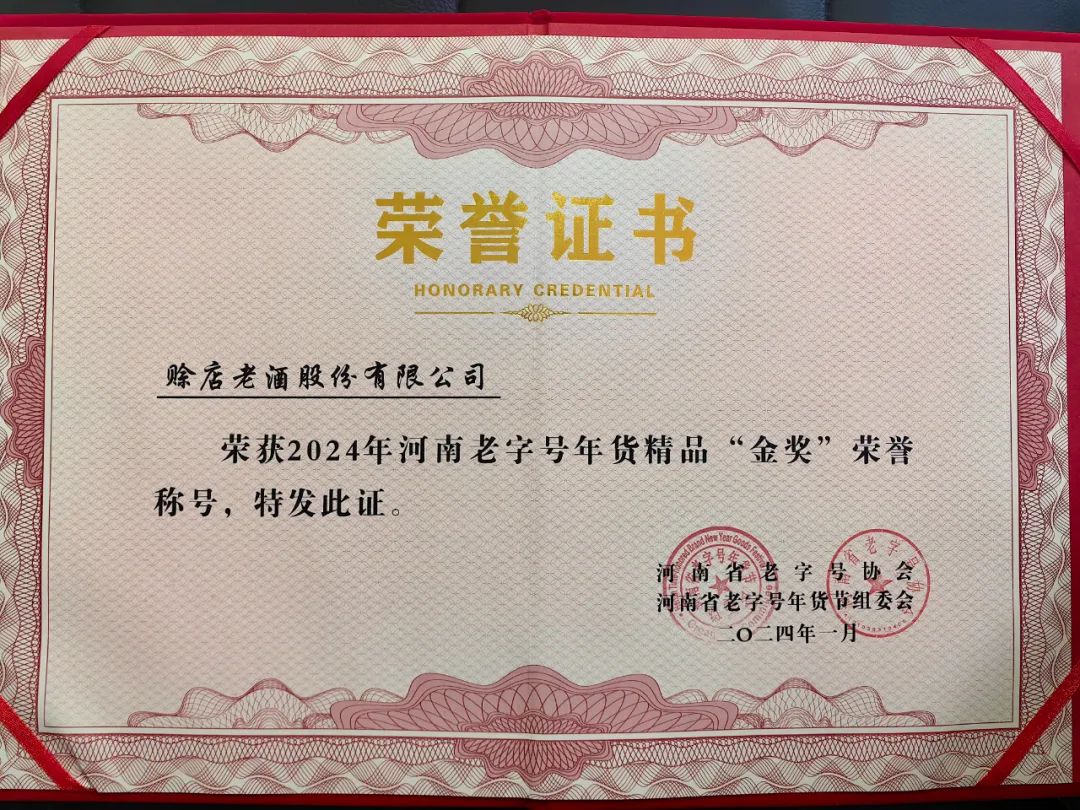 荣誉证书
HONORARY CREDENTIAL
赊店老酒股份有限公司
荣获2024年河南老字号年货精品“金奖”荣誉
称号，特发此证。
河南省老字号协会
河南省老字号年货节组委会
二〇二四年一月